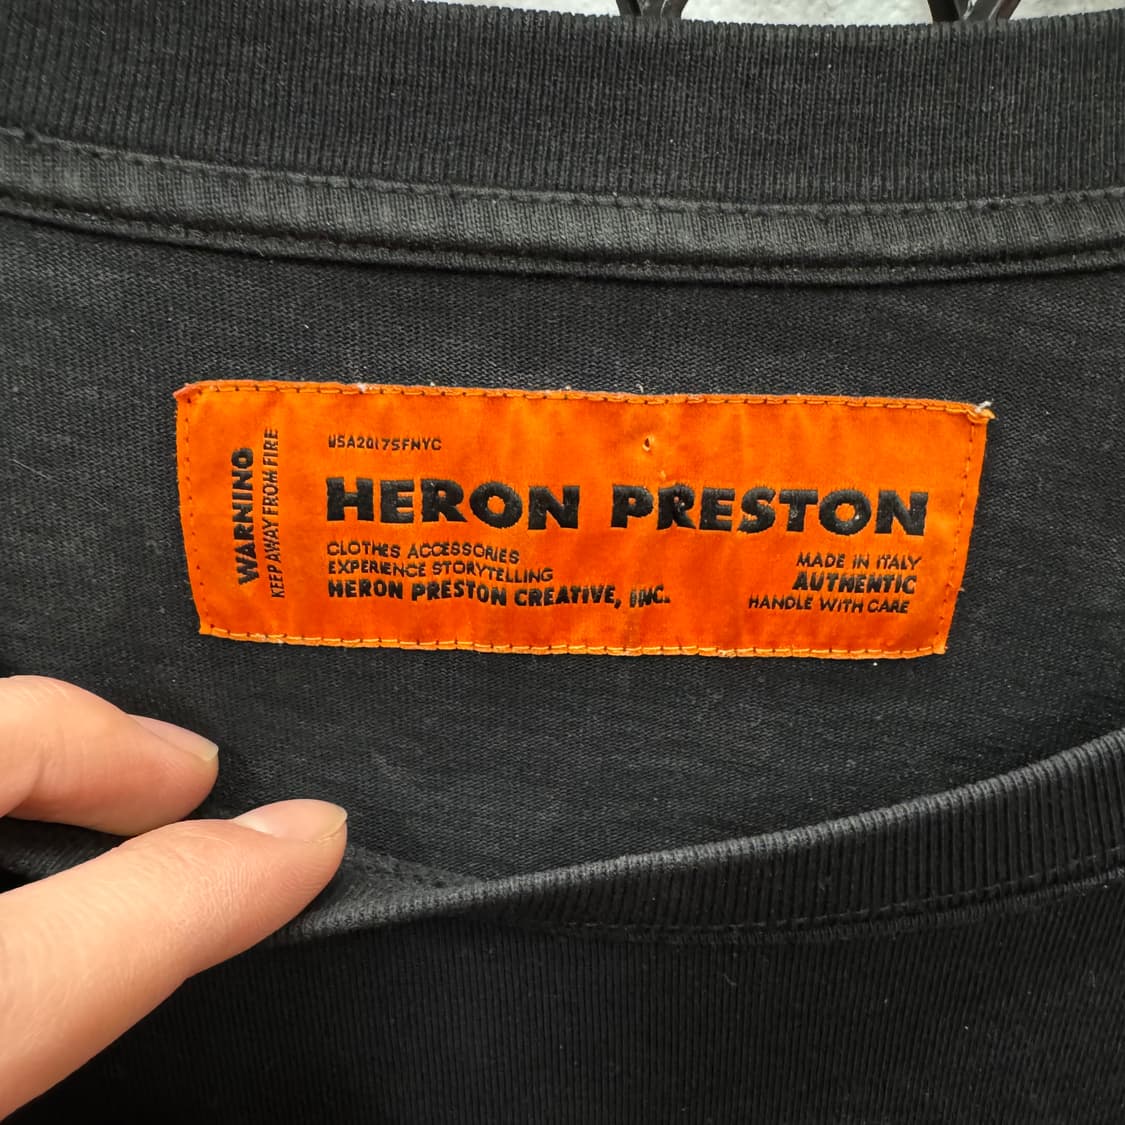 WARNING
KEEP AWAY FROM FIRE
USA2017SFNYC
HERON PRESTON
CLOTHES ACCESSORIES
EXPERIENCE STORYTELLING
HERON PRESTON CREATIVE, INC.
MADE IN ITALY
AUTHENTIC
HANDLE WITH CARE